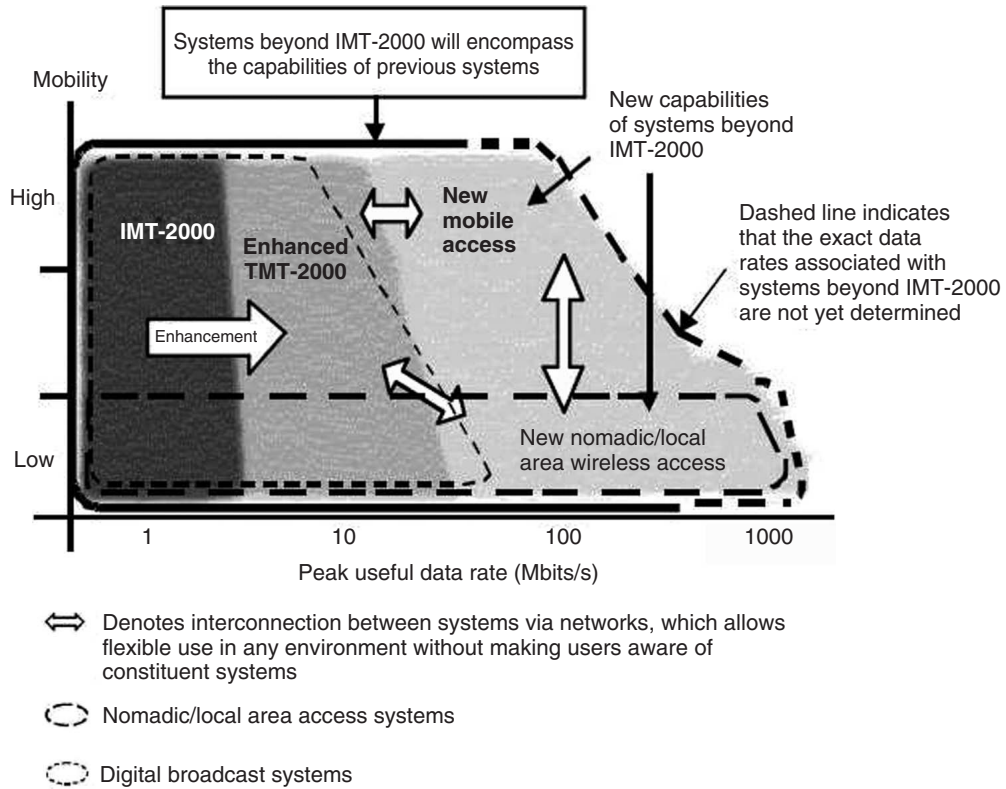 Systems beyond IMT-2000 will encompass
the capabilities of previous systems
Mobility
New capabilities
of systems beyond
IMT-2000
High
New
mobile
access
IMT-2000
Enhanced
TMT-2000
Dashed line indicates
that the exact data
rates associated with
systems beyond IMT-2000
are not yet determined
Enhancement
Low
New nomadic/local
area wireless access
1 10 100 1000
Peak useful data rate (Mbits/s)
Denotes interconnection between systems via networks, which allows
flexible use in any environment without making users aware of
constituent systems
Nomadic/local area access systems
Digital broadcast systems